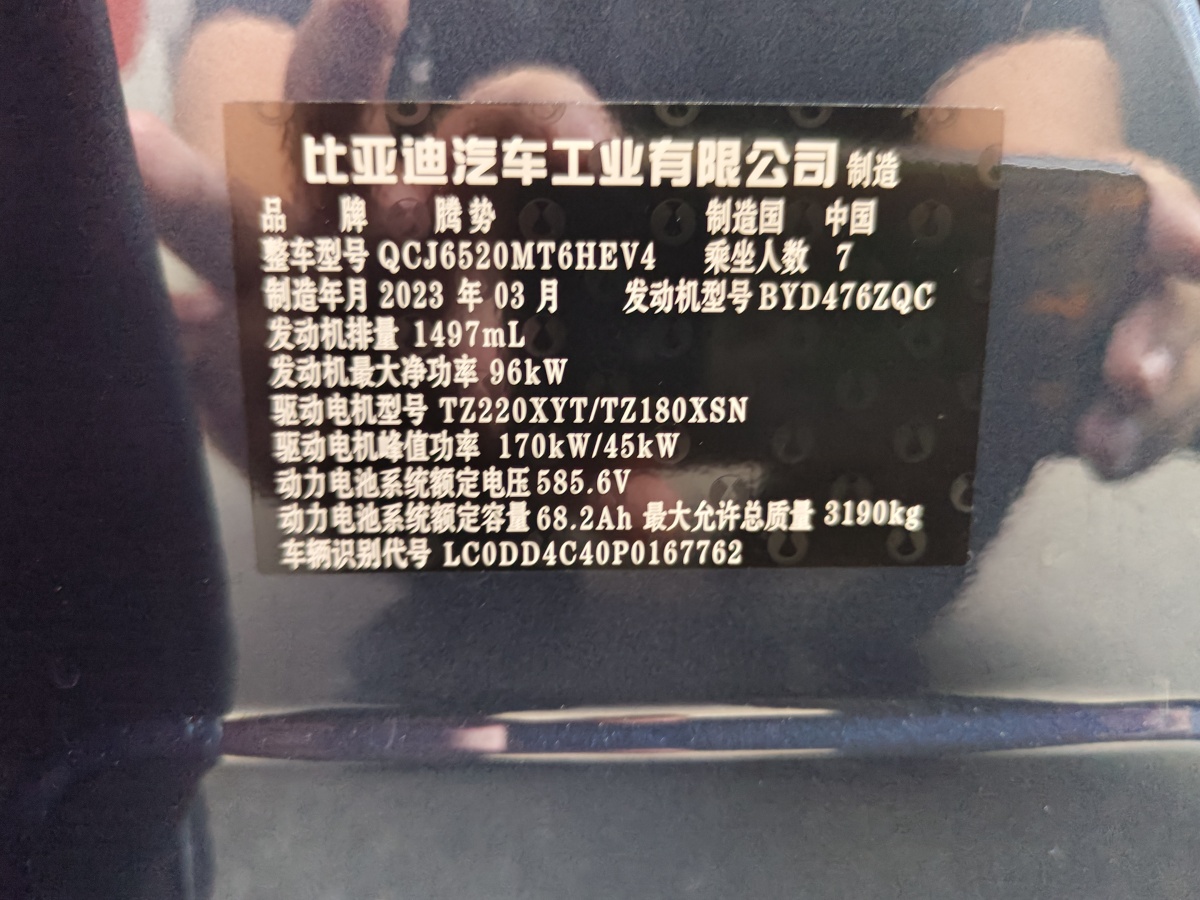 比亚迪汽车工业有限公司 制造
品 牌 腾势 制造国 中国
整车型号 QCJ6520MT6HEV4 乘坐人数 7
制造年月 2023 年 03 月 发动机型号 BYD476ZQC
发动机排量 1497mL
发动机最大净功率 96kW
驱动电机型号 TZ220XYT/TZ180XSN
驱动电机峰值功率 170kW/45kW
动力电池系统额定电压 585.6V
动力电池系统额定容量 68.2Ah 最大允许总质量 3190kg
车辆识别代号 LC0DD4C40P0167762